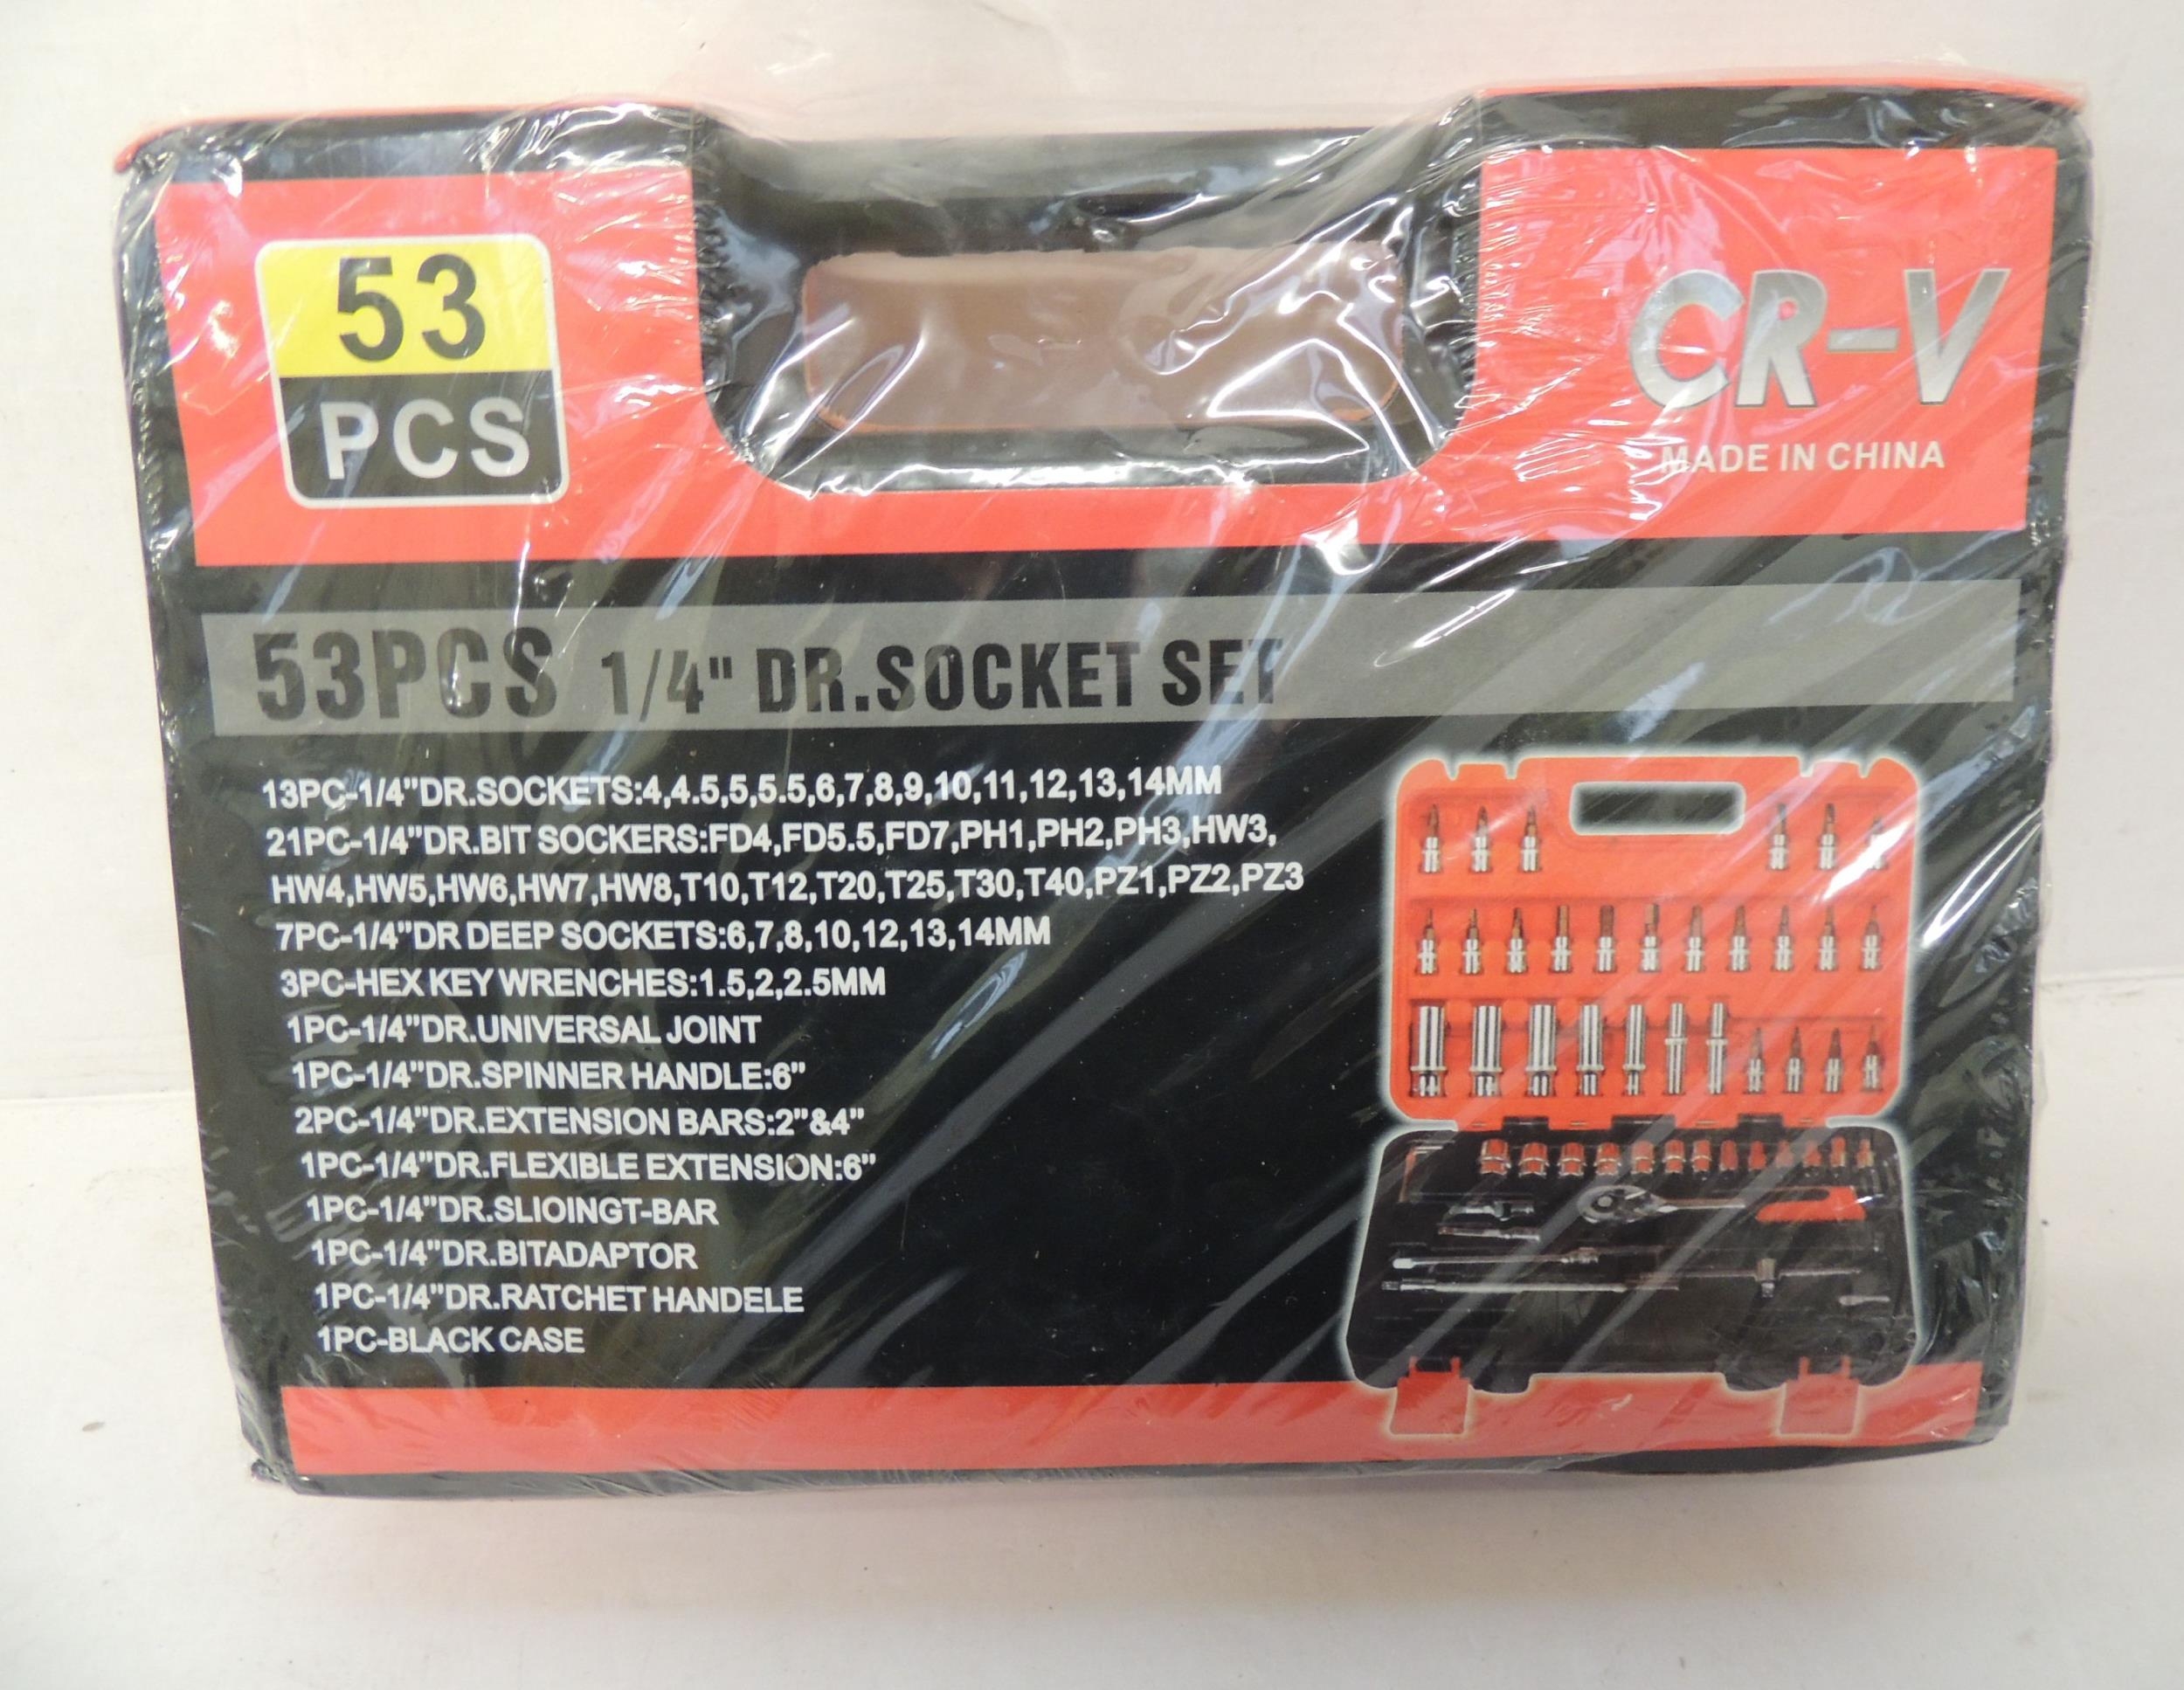 53
PCS
CR-V
MADE IN CHINA
53PCS 1/4" DR.SOCKET SET
13PC-1/4"DR.SOCKETS:4,4.5,5,5.5,6,7,8,9,10,11,12,13,14MM
21PC-1/4"DR.BIT SOCKERS:FD4,FD5.5,FD7,PH1,PH2,PH3,HW3,
HW4,HW5,HW6,HW7,HW8,T10,T12,T20,T25,T30,T40,PZ1,PZ2,PZ3
7PC-1/4"DR DEEP SOCKETS:6,7,8,10,12,13,14MM
3PC-HEX KEY WRENCHES:1.5,2,2.5MM
1PC-1/4"DR.UNIVERSAL JOINT
1PC-1/4"DR.SPINNER HANDLE:6"
2PC-1/4"DR.EXTENSION BARS:2"&4"
1PC-1/4"DR.FLEXIBLE EXTENSION:6"
1PC-1/4"DR.SLIOINGT-BAR
1PC-1/4"DR.BITADAPTOR
1PC-1/4"DR.RATCHET HANDELE
1PC-BLACK CASE